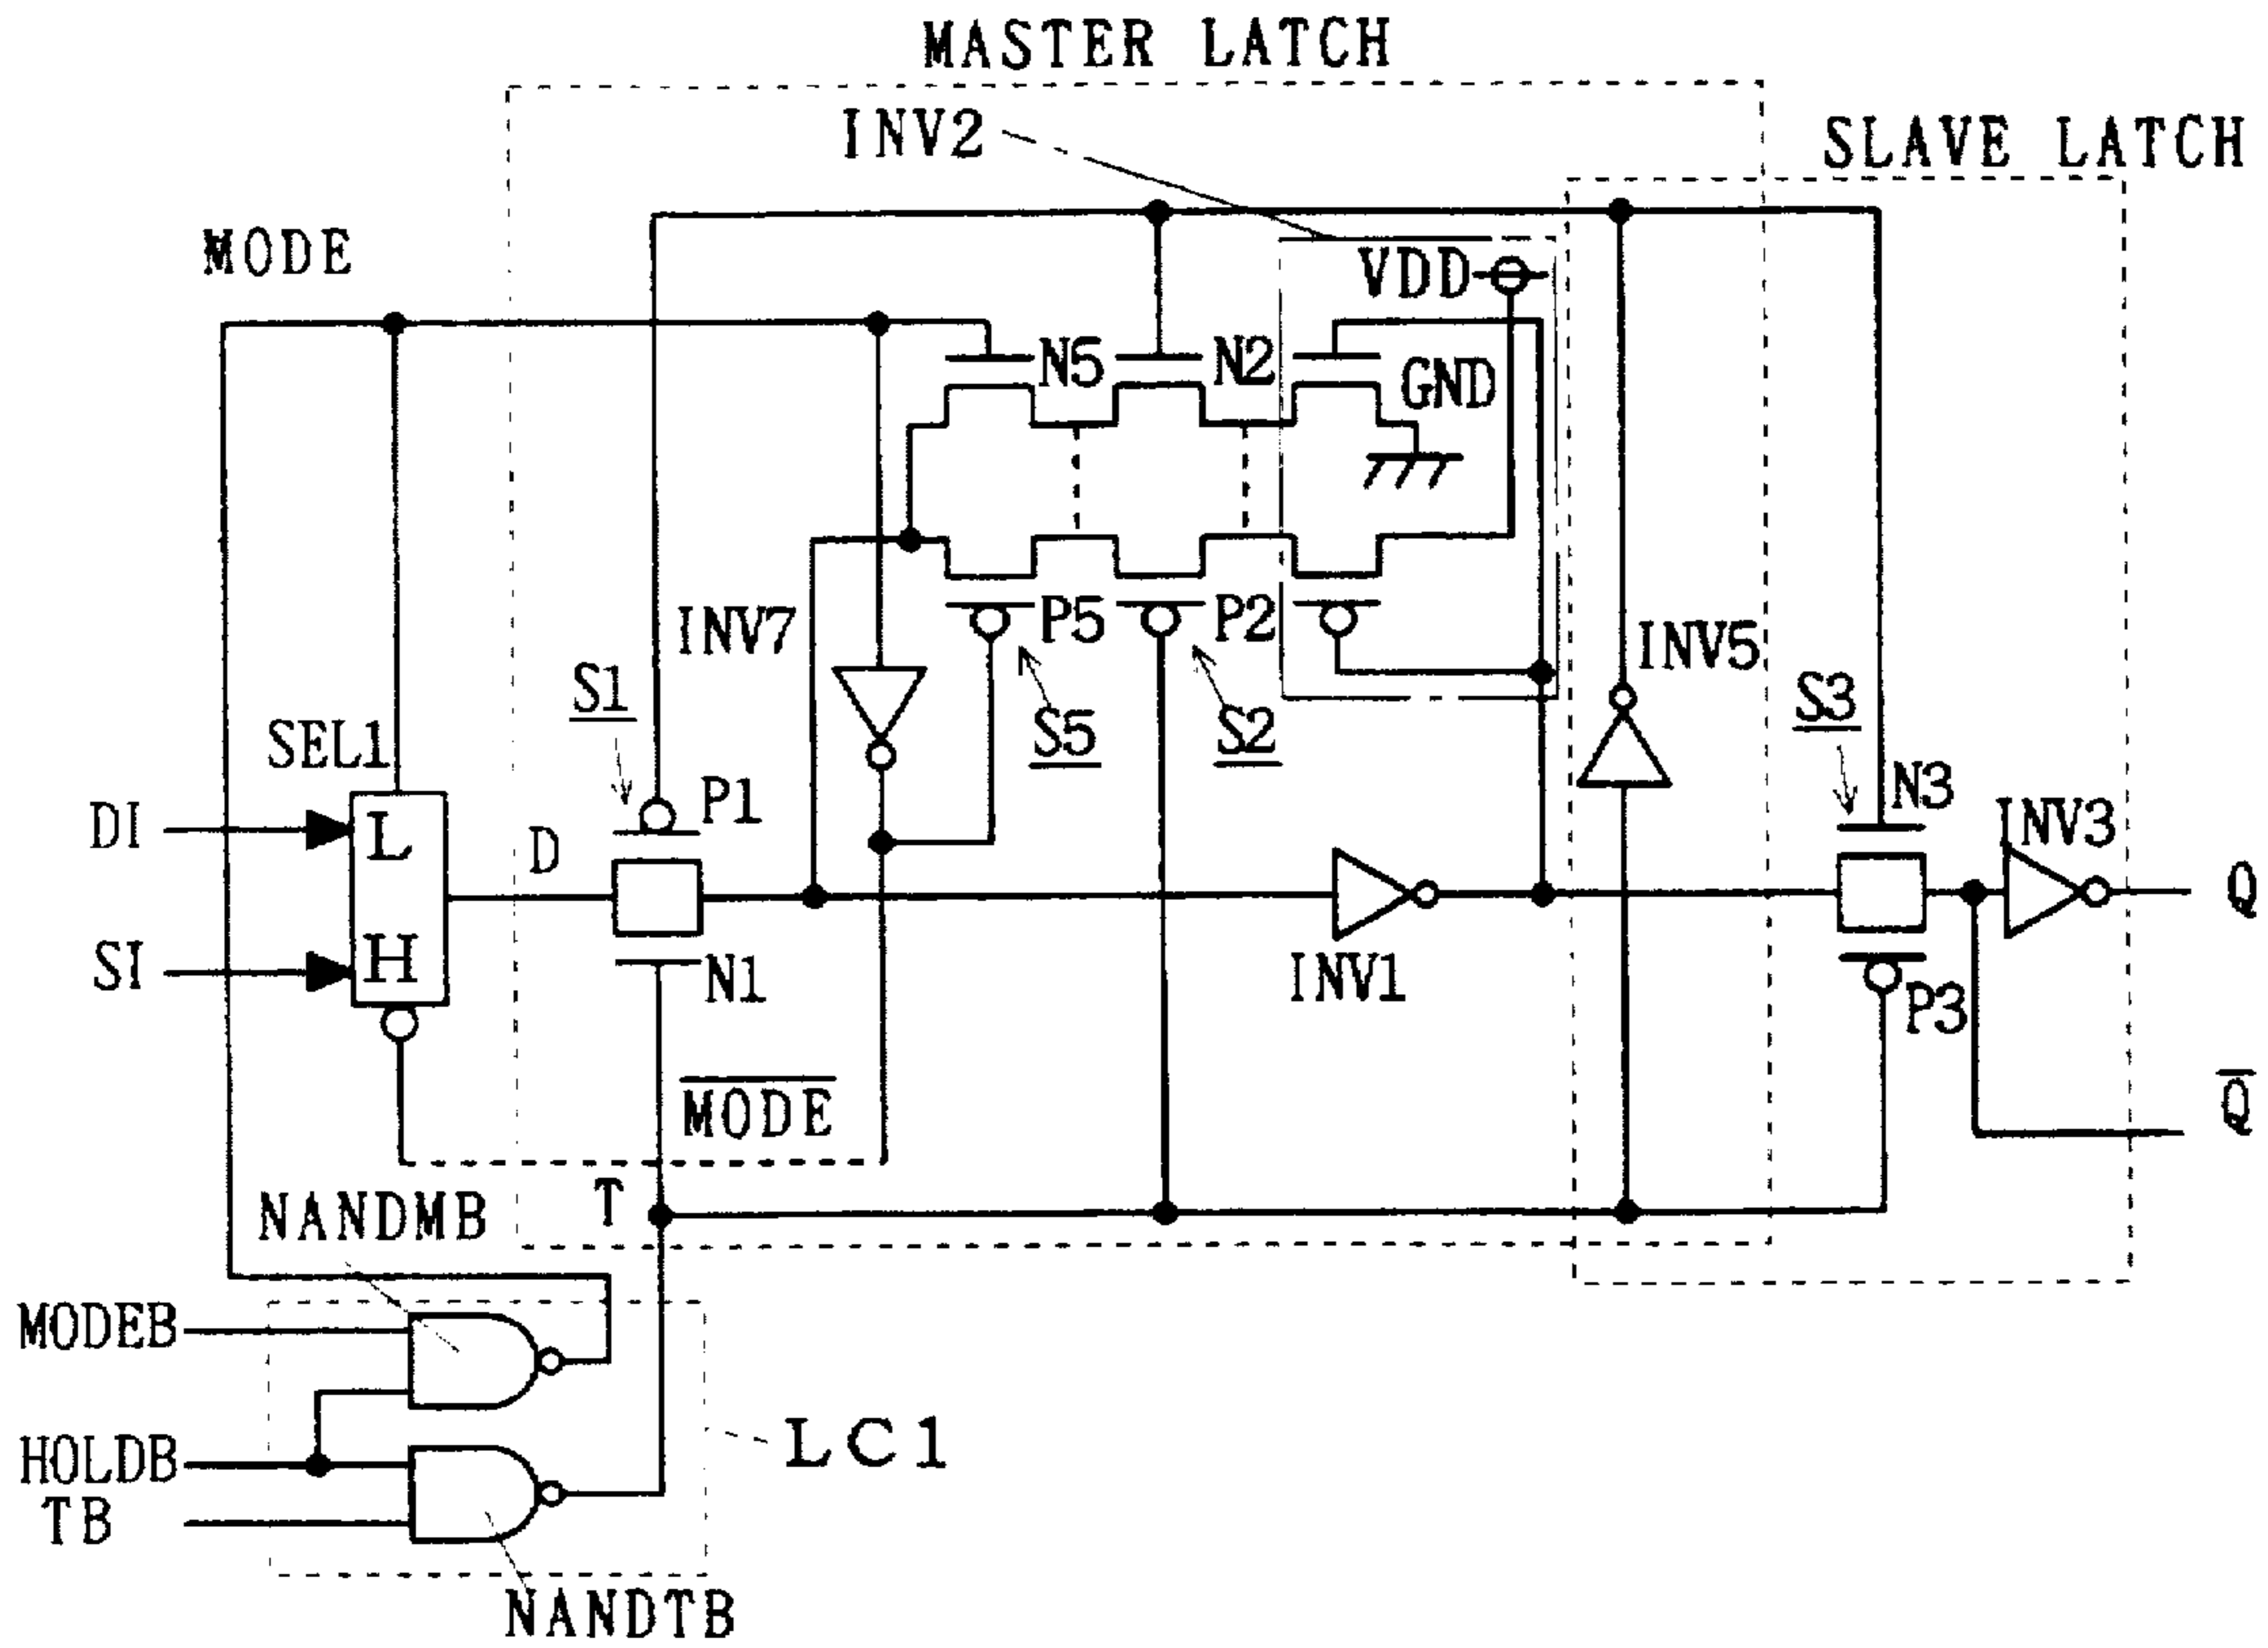 MASTER LATCH
INV2
SLAVE LATCH
MODE
VDD
N5
N2
GND
INV7
P5
P2
INV5
S1
S5
S2
S3
SEL1
P1
N3
INV3
DI
L
D
Q
SI
H
N1
INV1
P3
M̅O̅D̅E̅
Q̅
T
NANDMB
MODEB
LC1
HOLDB
TB
NANDTB